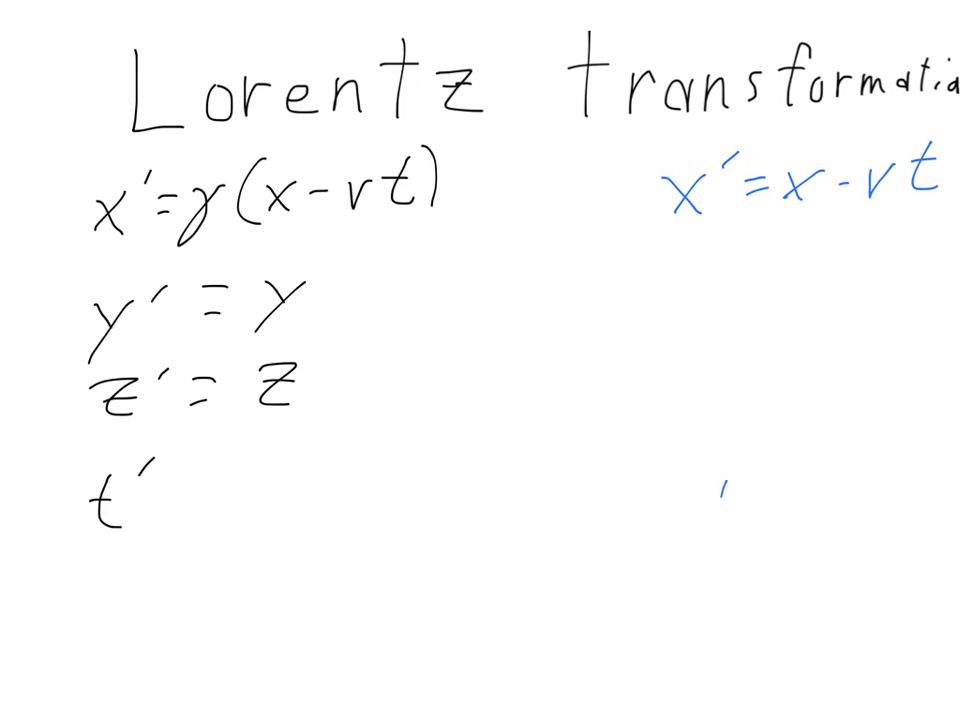 Lorentz transformatio
x' = γ(x - vt)
x' = x - vt
y' = y
z' = z
t'